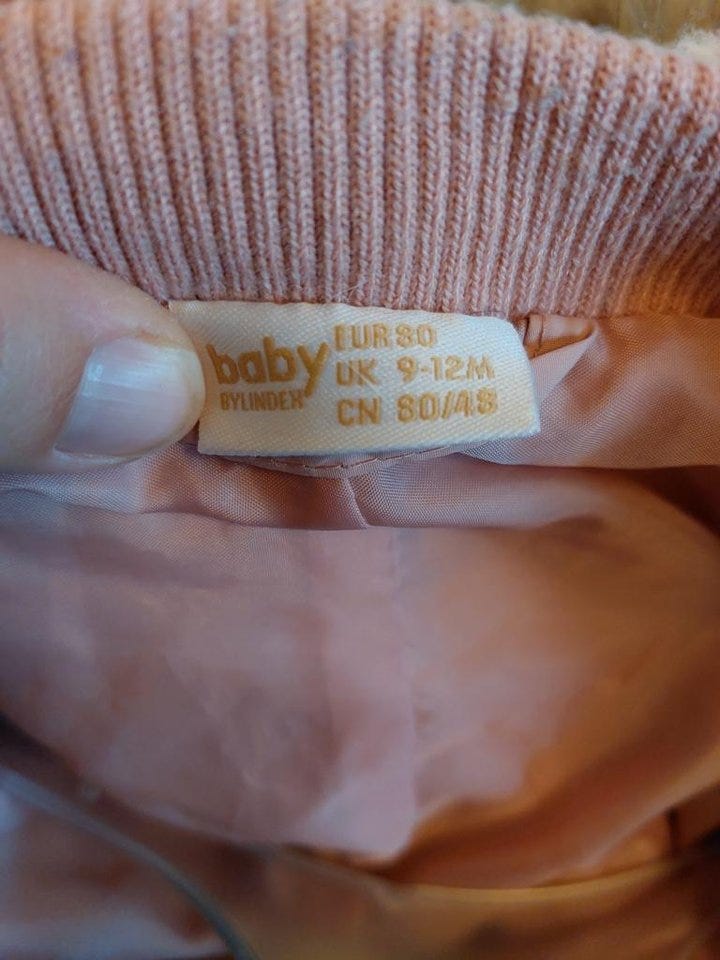 baby
BYLINDEX
EUR 80
UK 9-12M
CN 80/48